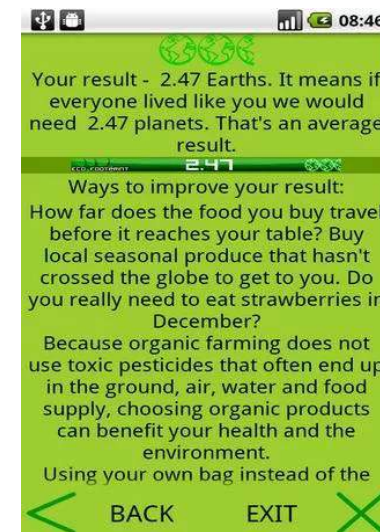 08:46
Your result - 2.47 Earths. It means if
everyone lived like you we would
need 2.47 planets. That's an average
result.
ECO FOOTPRINT 2.47
Ways to improve your result:
How far does the food you buy travel
before it reaches your table? Buy
local seasonal produce that hasn't
crossed the globe to get to you. Do
you really need to eat strawberries in
December?
Because organic farming does not
use toxic pesticides that often end up
in the ground, air, water and food
supply, choosing organic products
can benefit your health and the
environment.
Using your own bag instead of the
BACK EXIT